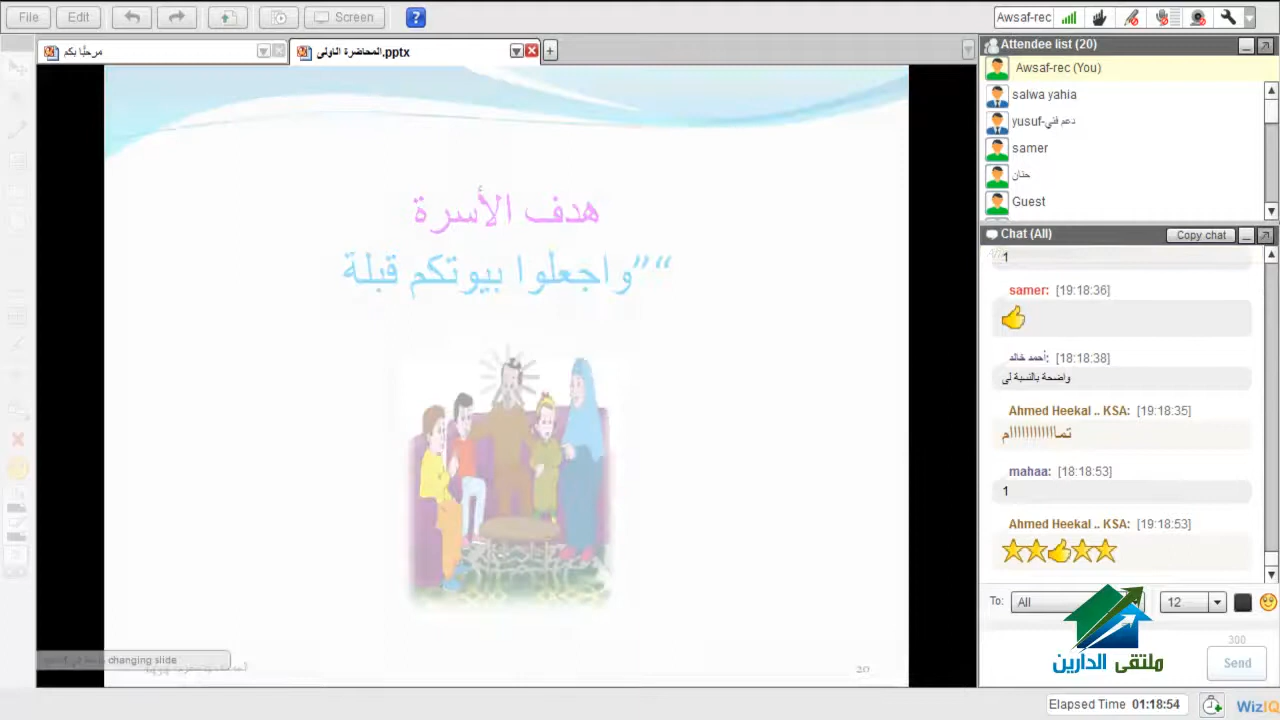 File
Edit
Screen
?
Awsaf-rec
مرحبًا بكم
المحاضرة الاولى.pptx
Attendee list (20)
Awsaf-rec (You)
salwa yahia
yusuf-دعم فني
samer
حنان
Guest
هدف الأسرة
“”واجعلوا بيوتكم قبلة
changing slide
20
Chat (All)
Copy chat
1
samer: [19:18:36]
أحمد خالد: [18:18:38]
واضحة بالنسبة لى
Ahmed Heekal .. KSA: [19:18:35]
تماااااااااااام
mahaa: [18:18:53]
1
Ahmed Heekal .. KSA: [19:18:53]
To:
All
12
300
Send
ملتقى الدارين
Elapsed Time 01:18:54
WizIQ